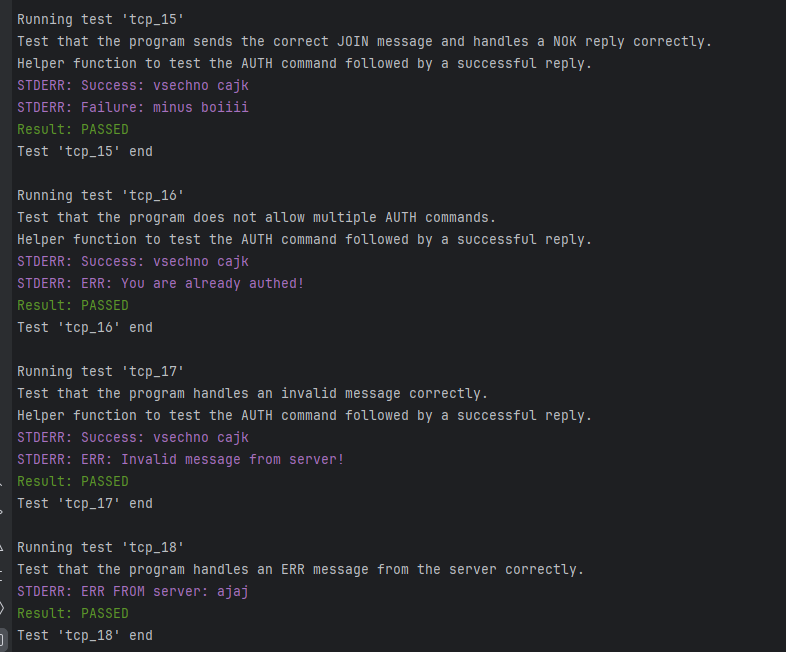 Running test 'tcp_15'
Test that the program sends the correct JOIN message and handles a NOK reply correctly.
Helper function to test the AUTH command followed by a successful reply.
STDERR: Success: vsechno cajk
STDERR: Failure: minus boiiii
Result: PASSED
Test 'tcp_15' end
Running test 'tcp_16'
Test that the program does not allow multiple AUTH commands.
Helper function to test the AUTH command followed by a successful reply.
STDERR: Success: vsechno cajk
STDERR: ERR: You are already authed!
Result: PASSED
Test 'tcp_16' end
Running test 'tcp_17'
Test that the program handles an invalid message correctly.
Helper function to test the AUTH command followed by a successful reply.
STDERR: Success: vsechno cajk
STDERR: ERR: Invalid message from server!
Result: PASSED
Test 'tcp_17' end
Running test 'tcp_18'
Test that the program handles an ERR message from the server correctly.
STDERR: ERR FROM server: ajaj
Result: PASSED
Test 'tcp_18' end